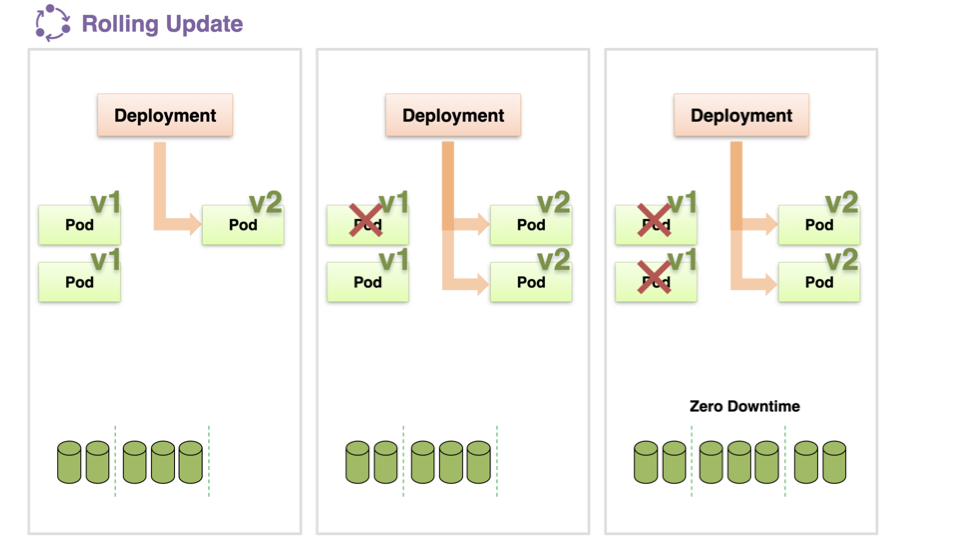 Rolling Update
Deployment
v1
Pod
v2
Pod
v1
Pod
Deployment
v1
Pod
v2
Pod
v1
Pod
v2
Pod
Deployment
v1
Pod
v2
Pod
v1
Pod
v2
Pod
Zero Downtime